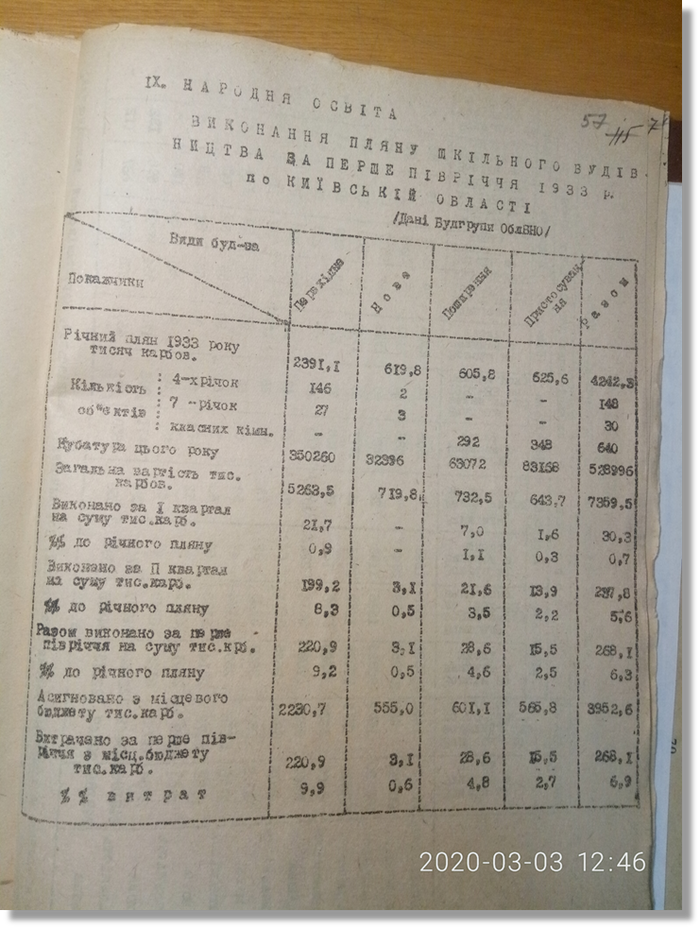 IX. НАРОДНЯ ОСВІТА
ВИКОНАННЯ ПЛЯНУ ШКІЛЬНОГО БУДІВ-
НИЦТВА ЗА ПЕРШЕ ПІВРІЧЧЯ 1933 р.
по КИЇВСЬКІЙ ОБЛАСТІ
/Дані Будгрупи ОблВНО/
57 45 7
Види буд-ва
Покажчики
Перехідне Нове Поширення Пристосуван ня Разом
Річний плян 1933 року
тисяч карбов. 2391,1 619,8 605,8 625,6 4242,3
Кількість : 4-хрічок 146 2 - - 148
об"єктів : 7 -річок 27 3 - - 30
: клясних кімн. - - 292 348 640
Кубатура цього року 350260 32396 63072 83168 528996
Загальна вартість тис.
карбов. 5263,5 719,8 732,5 643,7 7359,5
Виконано за I квартал
на суму тис.карб. 21,7 - 7,0 1,6 30,3
%% до річного пляну 0,9 - 1,1 0,3 0,7
Виконано за П квартал
на суму тис.карб. 199,2 3,1 21,6 13,9 237,8
%% до річного пляну 8,3 0,5 3,5 2,2 5,6
Разом виконано за перше
півріччя на суму тис.крб. 220,9 3,1 28,6 15,5 268,1
%% до річного пляну 9,2 0,5 4,6 2,5 6,3
Асигновано з місцевого
бюджету тис.карб. 2230,7 555,0 601,1 565,8 3952,6
Витрачено за перше пів-
річчя з місц.бюджету
тис.карб. 220,9 3,1 28,6 15,5 268,1
%% витрат 9,9 0,6 4,8 2,7 6,9
2020-03-03 12:46